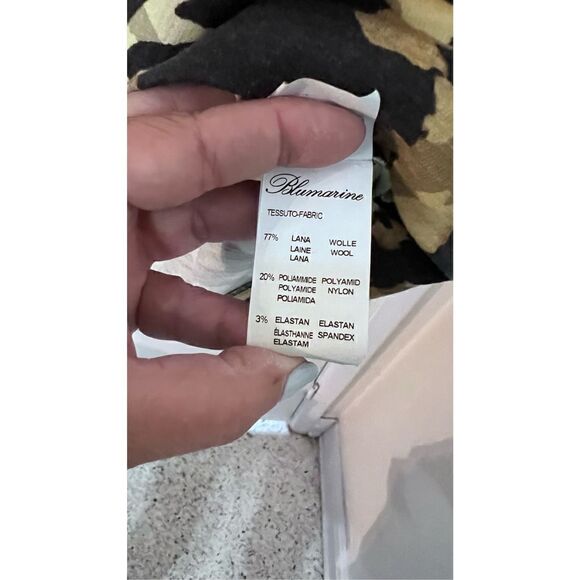 Blumarine
TESSUTO-FABRIC
77% LANA WOLLE
LAINE WOOL
LANA
20% POLIAMMIDE POLYAMID
POLYAMIDE NYLON
POLIAMIDA
3% ELASTAN ELASTAN
ÉLASTHANNE SPANDEX
ELASTAM